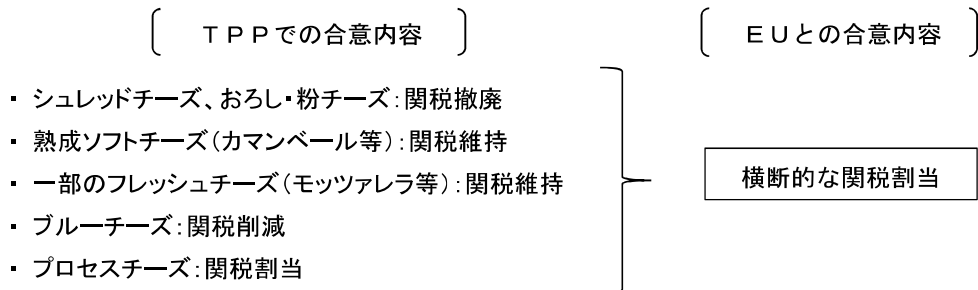 〔 ＴＰＰでの合意内容 〕
〔 ＥＵとの合意内容 〕
・ シュレッドチーズ、おろし・粉チーズ：関税撤廃
・ 熟成ソフトチーズ（カマンベール等）：関税維持
・ 一部のフレッシュチーズ（モッツァレラ等）：関税維持
・ ブルーチーズ：関税削減
・ プロセスチーズ：関税割当
横断的な関税割当